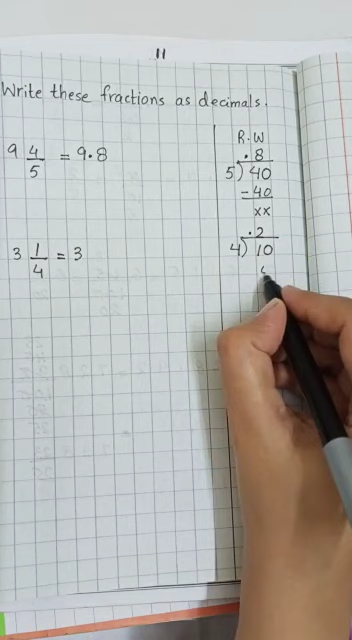 11
Write these fractions as decimals.
R.W
9 4/5 = 9.8
.8
5) 40
-40
xx
3 1/4 = 3
.2
4) 10